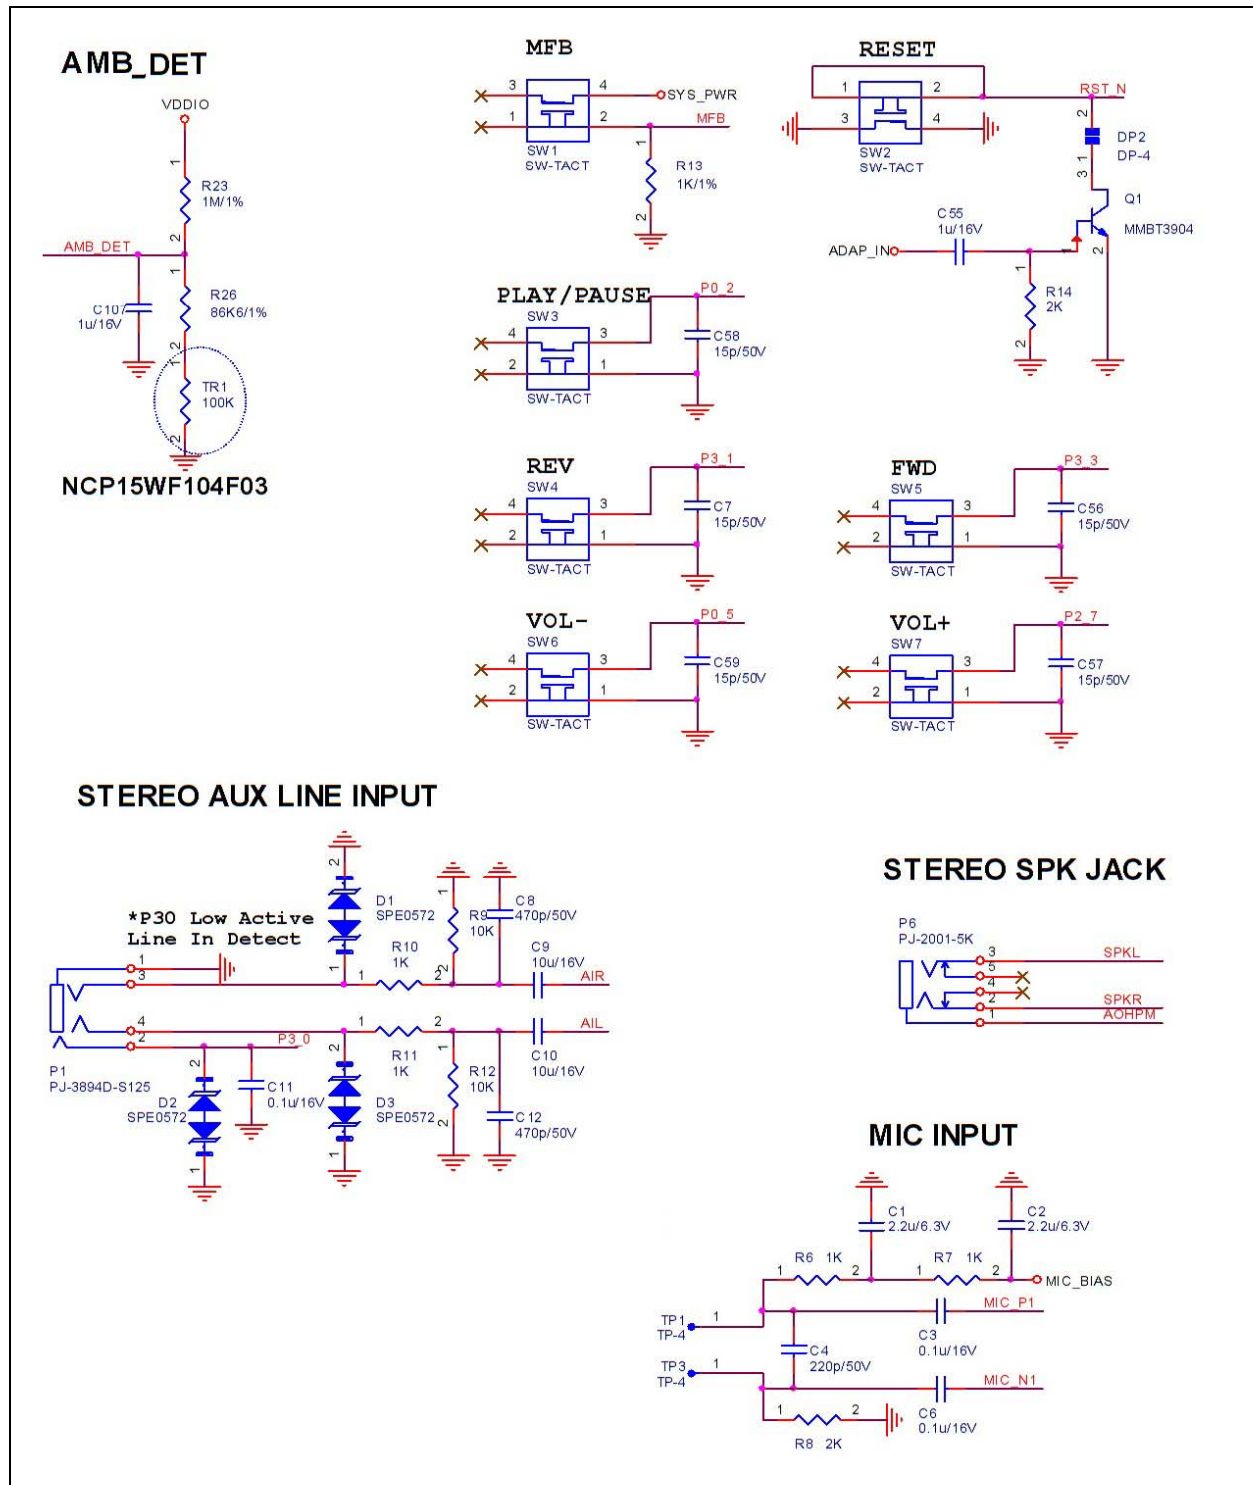 AMB_DET
VDDIO
1
R23
1M/1%
2
AMB_DET
1
R26
86K6/1%
C107
1u/16V
2
1
TR1
100K
2
NCP15WF104F03
MFB
3
4
SYS_PWR
1
2
MFB
SW1
SW-TACT
1
R13
1K/1%
2
RESET
1
2
RST_N
3
4
SW2
SW-TACT
2
DP2
DP-4
3 1
Q1
MMBT3904
C55
1u/16V
ADAP_IN
1
2
1
R14
2K
2
PLAY/PAUSE
P0_2
SW3
4
3
C58
15p/50V
2
1
SW-TACT
REV
P3_1
SW4
4
3
C7
15p/50V
2
1
SW-TACT
FWD
P3_3
SW5
4
3
C56
15p/50V
2
1
SW-TACT
VOL-
P0_5
SW6
4
3
C59
15p/50V
2
1
SW-TACT
VOL+
P2_7
SW7
4
3
C57
15p/50V
2
1
SW-TACT
STEREO AUX LINE INPUT
*P30 Low Active
Line In Detect
2
D1
SPE0572
1
1
R9
10K
2
C8
470p/50V
R10
1K
1
2
C9
10u/16V
AIR
1
3
4
2
P3_0
P1
PJ-3894D-S125
2
D2
SPE0572
1
C11
0.1u/16V
2
D3
SPE0572
1
1
2
R11
1K
1
R12
10K
2
C10
10u/16V
AIL
C12
470p/50V
STEREO SPK JACK
P6
PJ-2001-5K
3
SPKL
5
4
2
SPKR
1
AOHPM
MIC INPUT
C1
2.2u/6.3V
C2
2.2u/6.3V
R6 1K
1
2
R7 1K
1
2
MIC_BIAS
TP1
TP-4
1
MIC_P1
C3
0.1u/16V
C4
220p/50V
TP3
TP-4
1
MIC_N1
C6
0.1u/16V
1
2
R8 2K